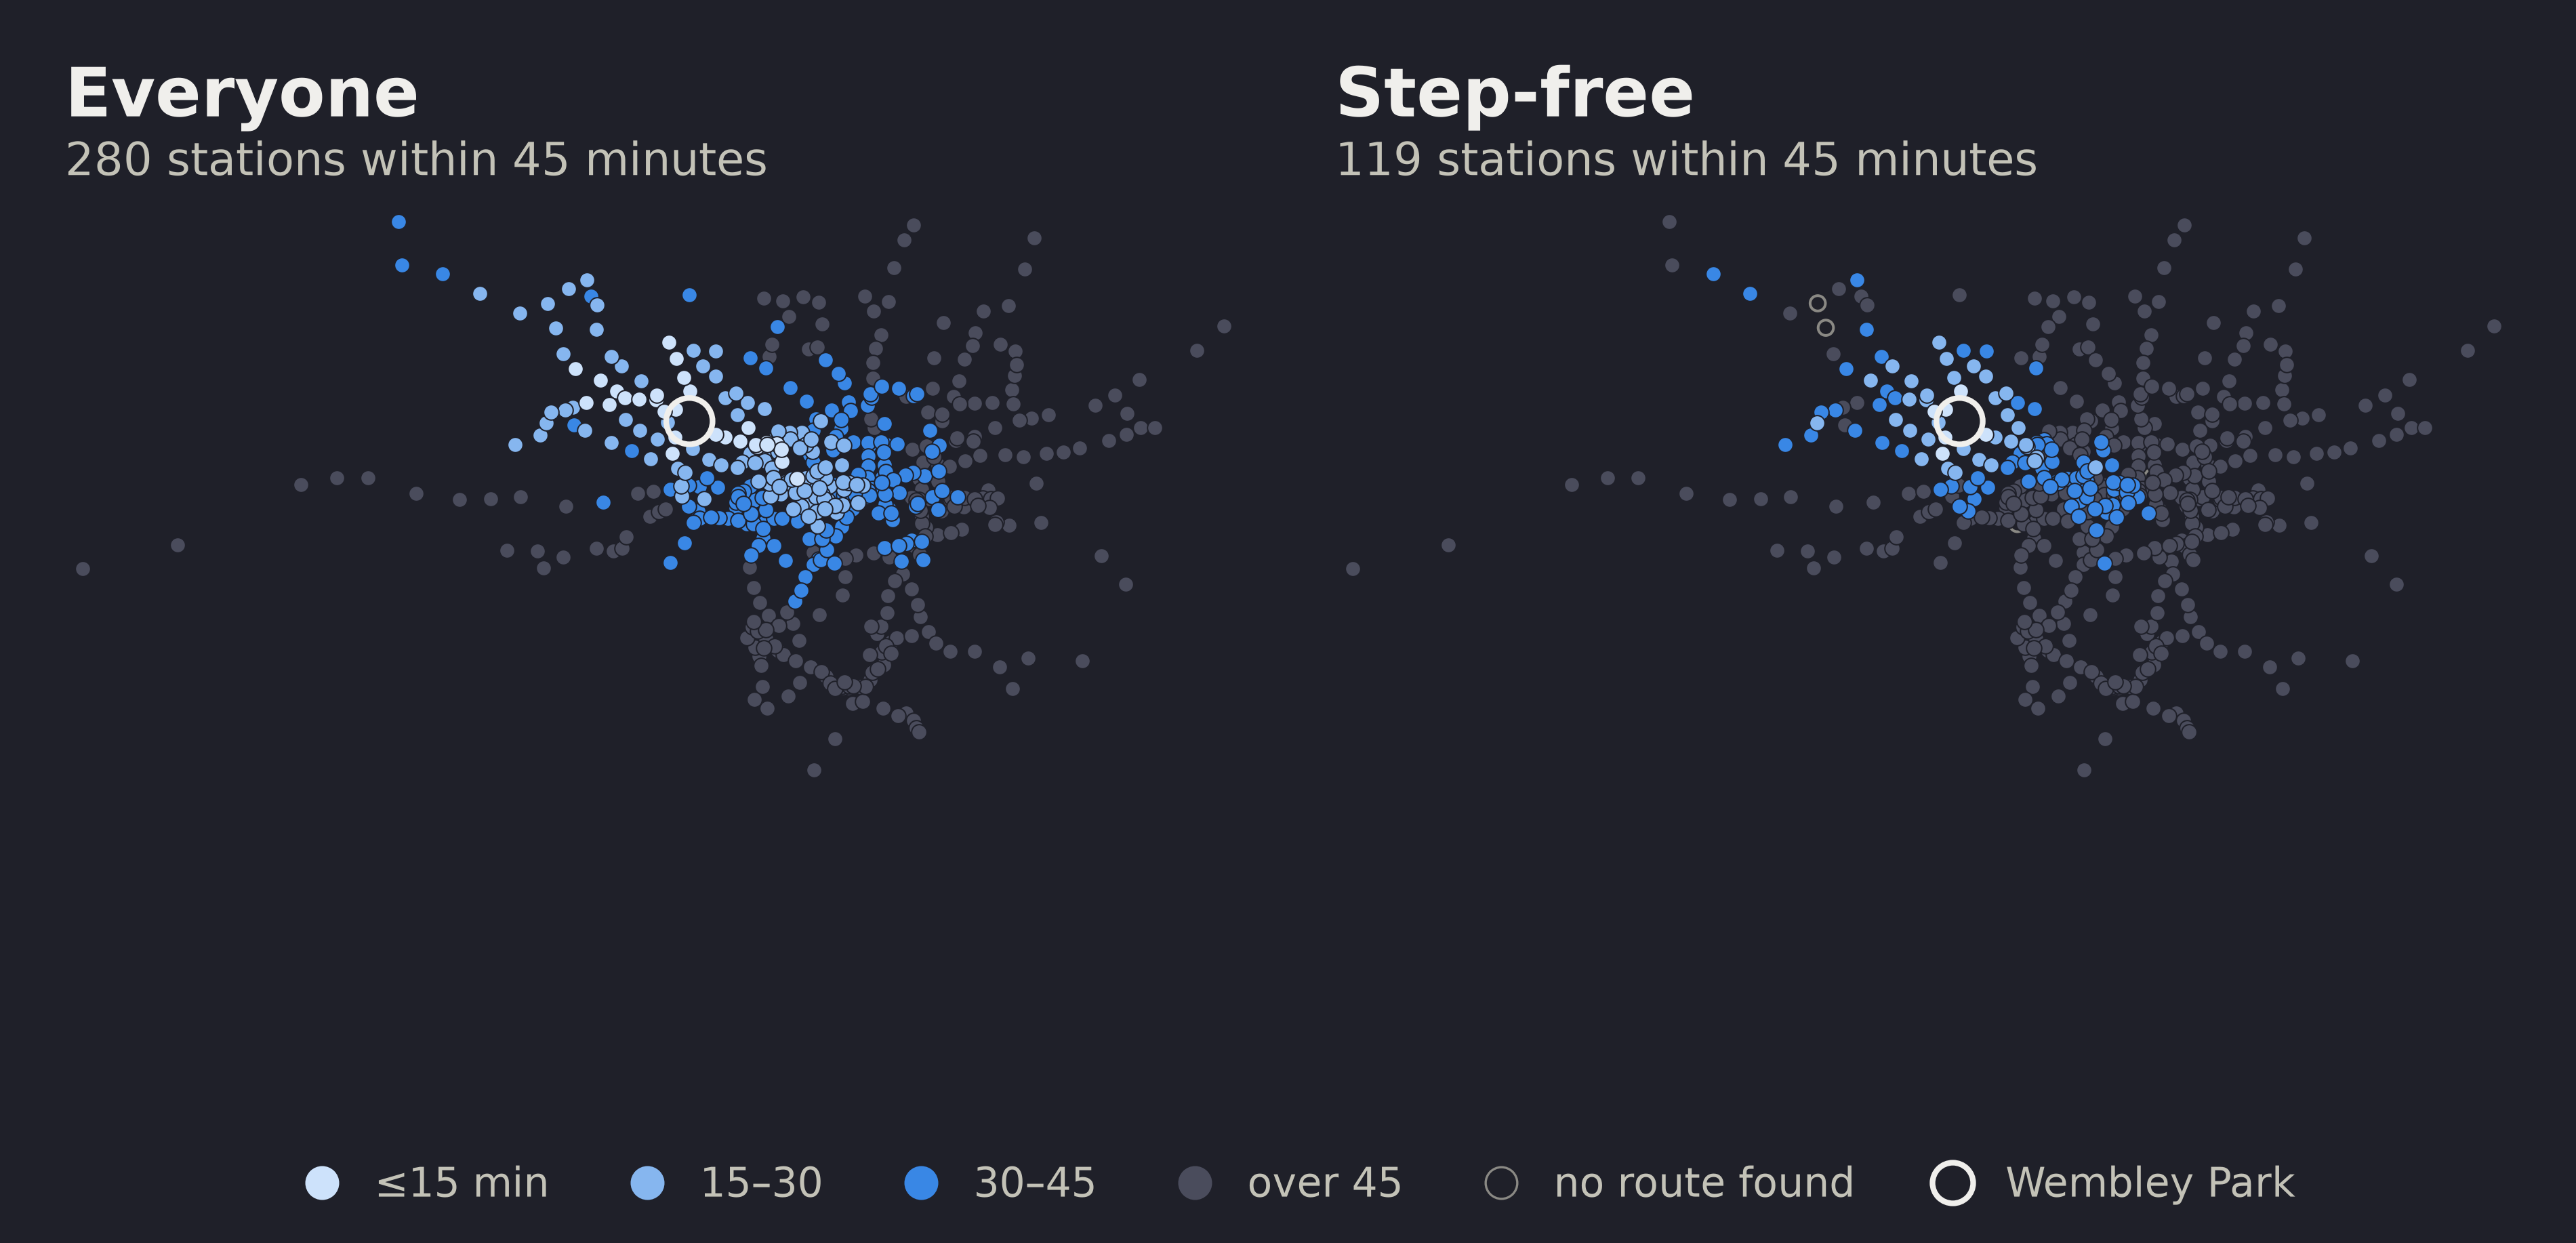 Everyone
280 stations within 45 minutes
Step-free
119 stations within 45 minutes
≤15 min
15–30
30–45
over 45
no route found
Wembley Park